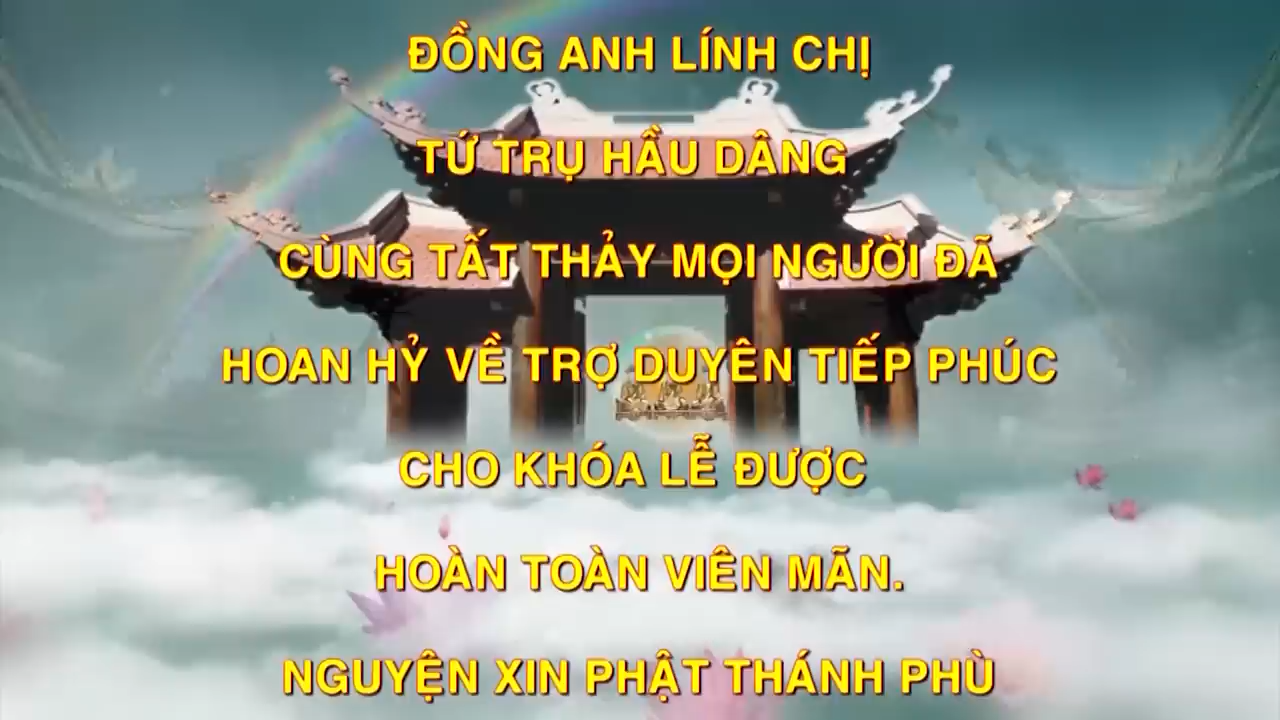 ĐỒNG ANH LÍNH CHỊ
TỨ TRỤ HẦU DÂNG
CÙNG TẤT THẢY MỌI NGƯỜI ĐÃ
HOAN HỶ VỀ TRỢ DUYÊN TIẾP PHÚC
CHO KHÓA LỄ ĐƯỢC
HOÀN TOÀN VIÊN MÃN.
NGUYỆN XIN PHẬT THÁNH PHÙ